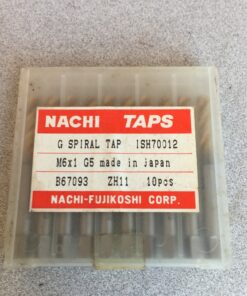 NACHI TAPS
G SPIRAL TAP ISH70012
M6x1 G5 made in Japan
B67093 ZH11 10pcs
NACHI-FUJIKOSHI CORP.